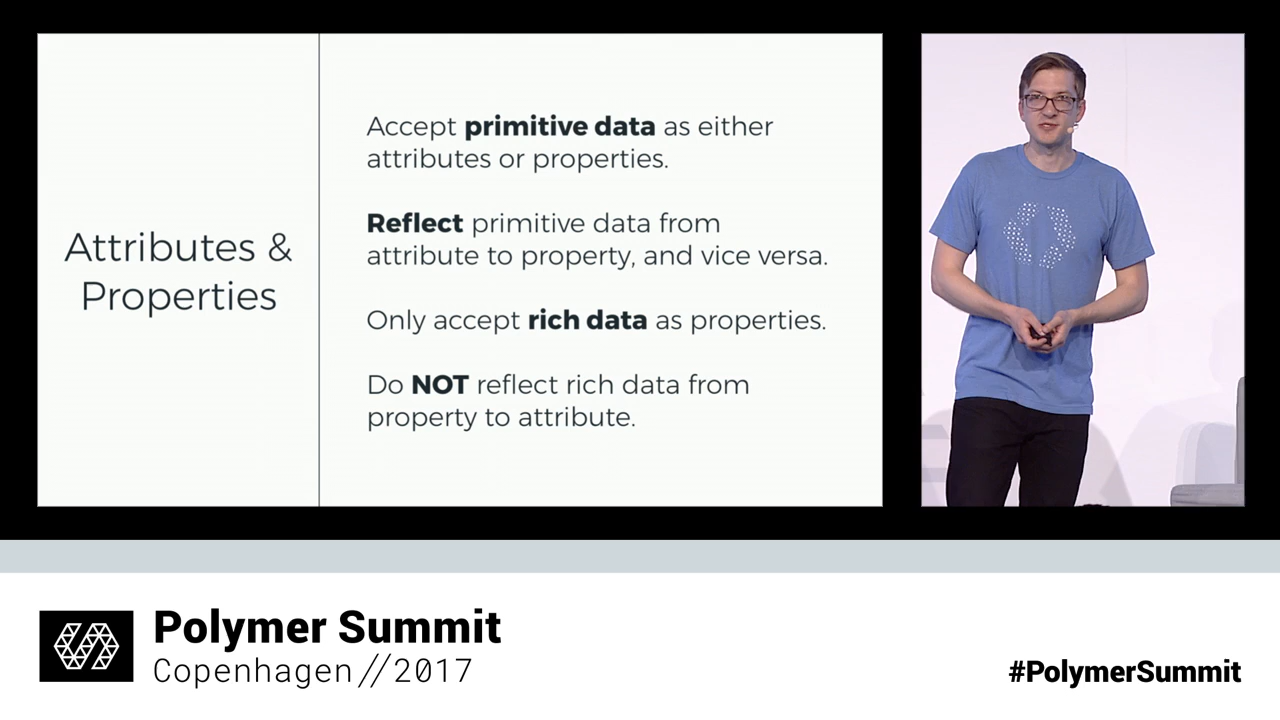 Attributes &
Properties
Accept primitive data as either
attributes or properties.
Reflect primitive data from
attribute to property, and vice versa.
Only accept rich data as properties.
Do NOT reflect rich data from
property to attribute.
Polymer Summit
Copenhagen//2017
#PolymerSummit